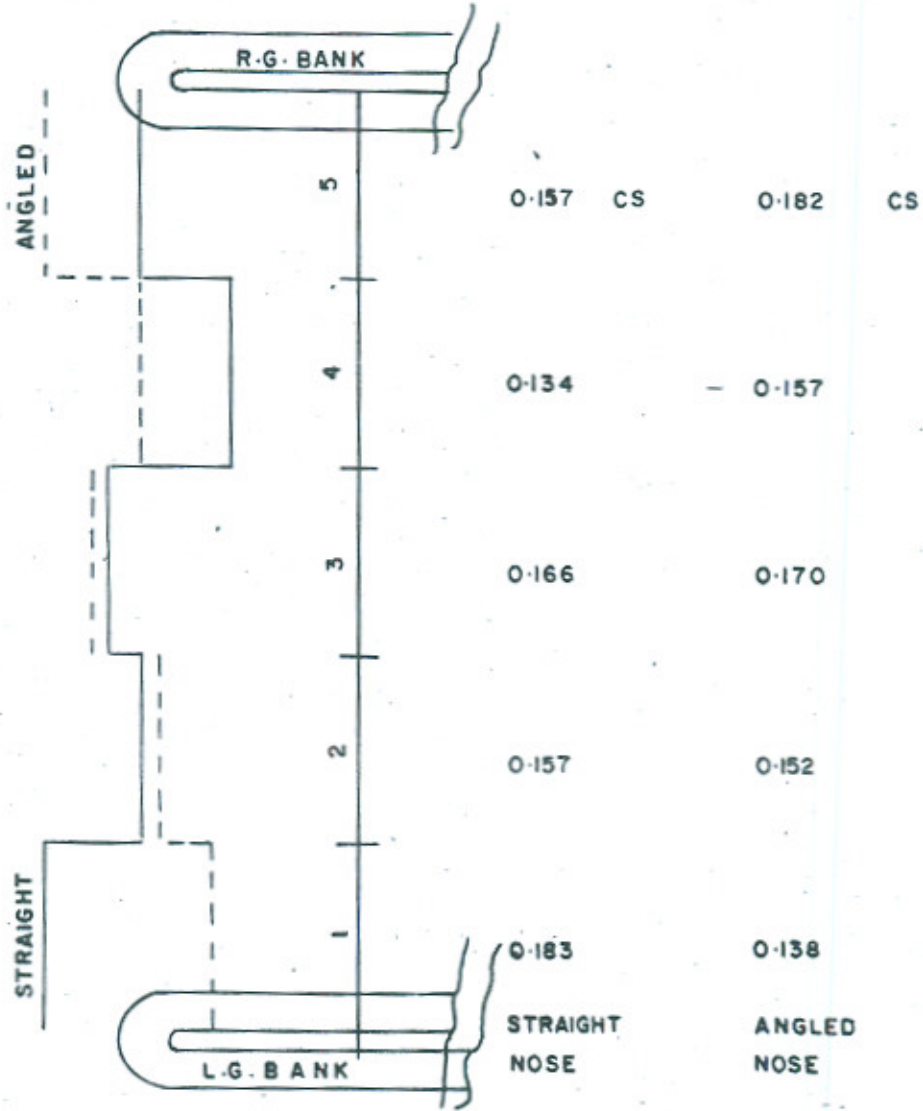 R.G. BANK
ANGLED
5
0.157 CS 0.182 CS
4
0.134 - 0.157
3
0.166 0.170
2
0.157 0.152
STRAIGHT
1
0.183 0.138
STRAIGHT ANGLED
NOSE NOSE
L.G. BANK